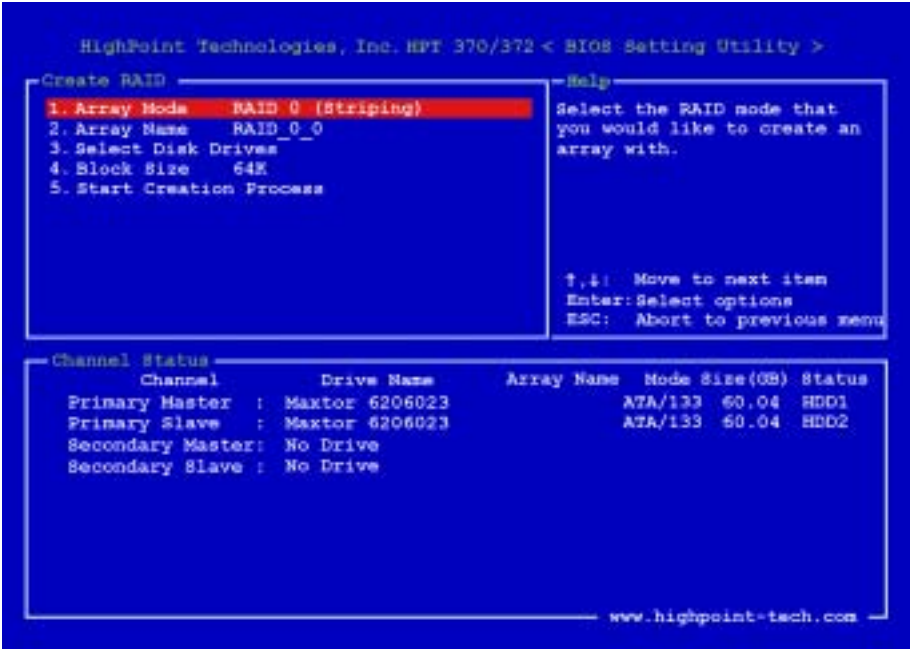 HighPoint Technologies, Inc. HPT 370/372 < BIOS Setting Utility >
Create RAID
1. Array Mode RAID 0 (Striping)
2. Array Name RAID_0_0
3. Select Disk Drives
4. Block Size 64K
5. Start Creation Process
Help
Select the RAID mode that
you would like to create an
array with.
↑,↓: Move to next item
Enter: Select options
ESC: Abort to previous menu
Channel Status
Channel Drive Name Array Name Mode Size(GB) Status
Primary Master : Maxtor 6206023 ATA/133 60.04 HDD1
Primary Slave : Maxtor 6206023 ATA/133 60.04 HDD2
Secondary Master: No Drive
Secondary Slave : No Drive
www.highpoint-tech.com